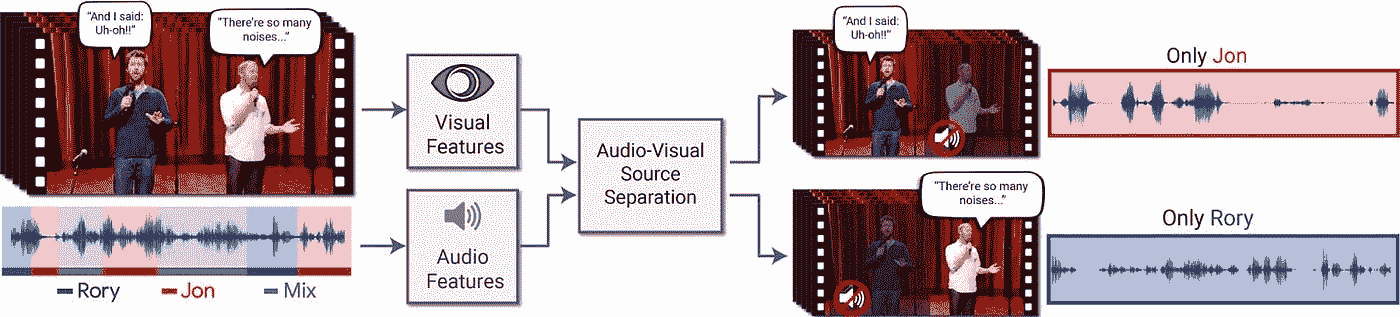 "And I said:
Uh-oh!!"
"There're so many
noises..."
Rory
Jon
Mix
Visual
Features
Audio
Features
Audio-Visual
Source
Separation
"And I said:
Uh-oh!!"
Only Jon
"There're so many
noises..."
Only Rory